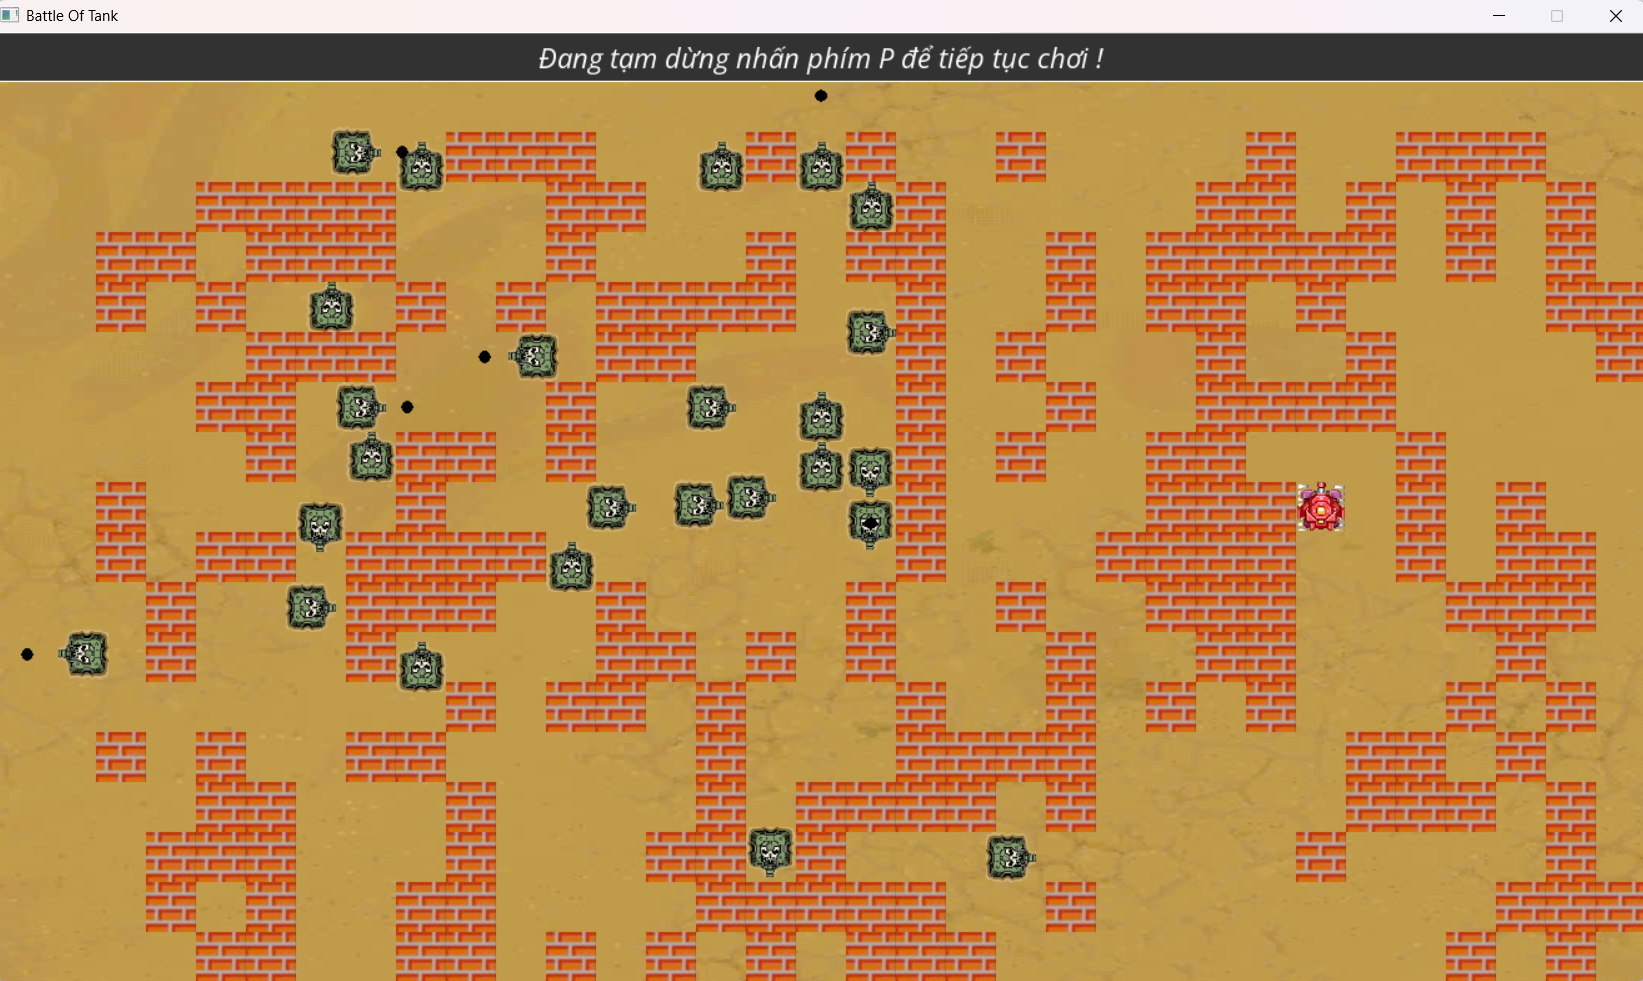 Battle Of Tank
Đang tạm dừng nhấn phím P để tiếp tục chơi !